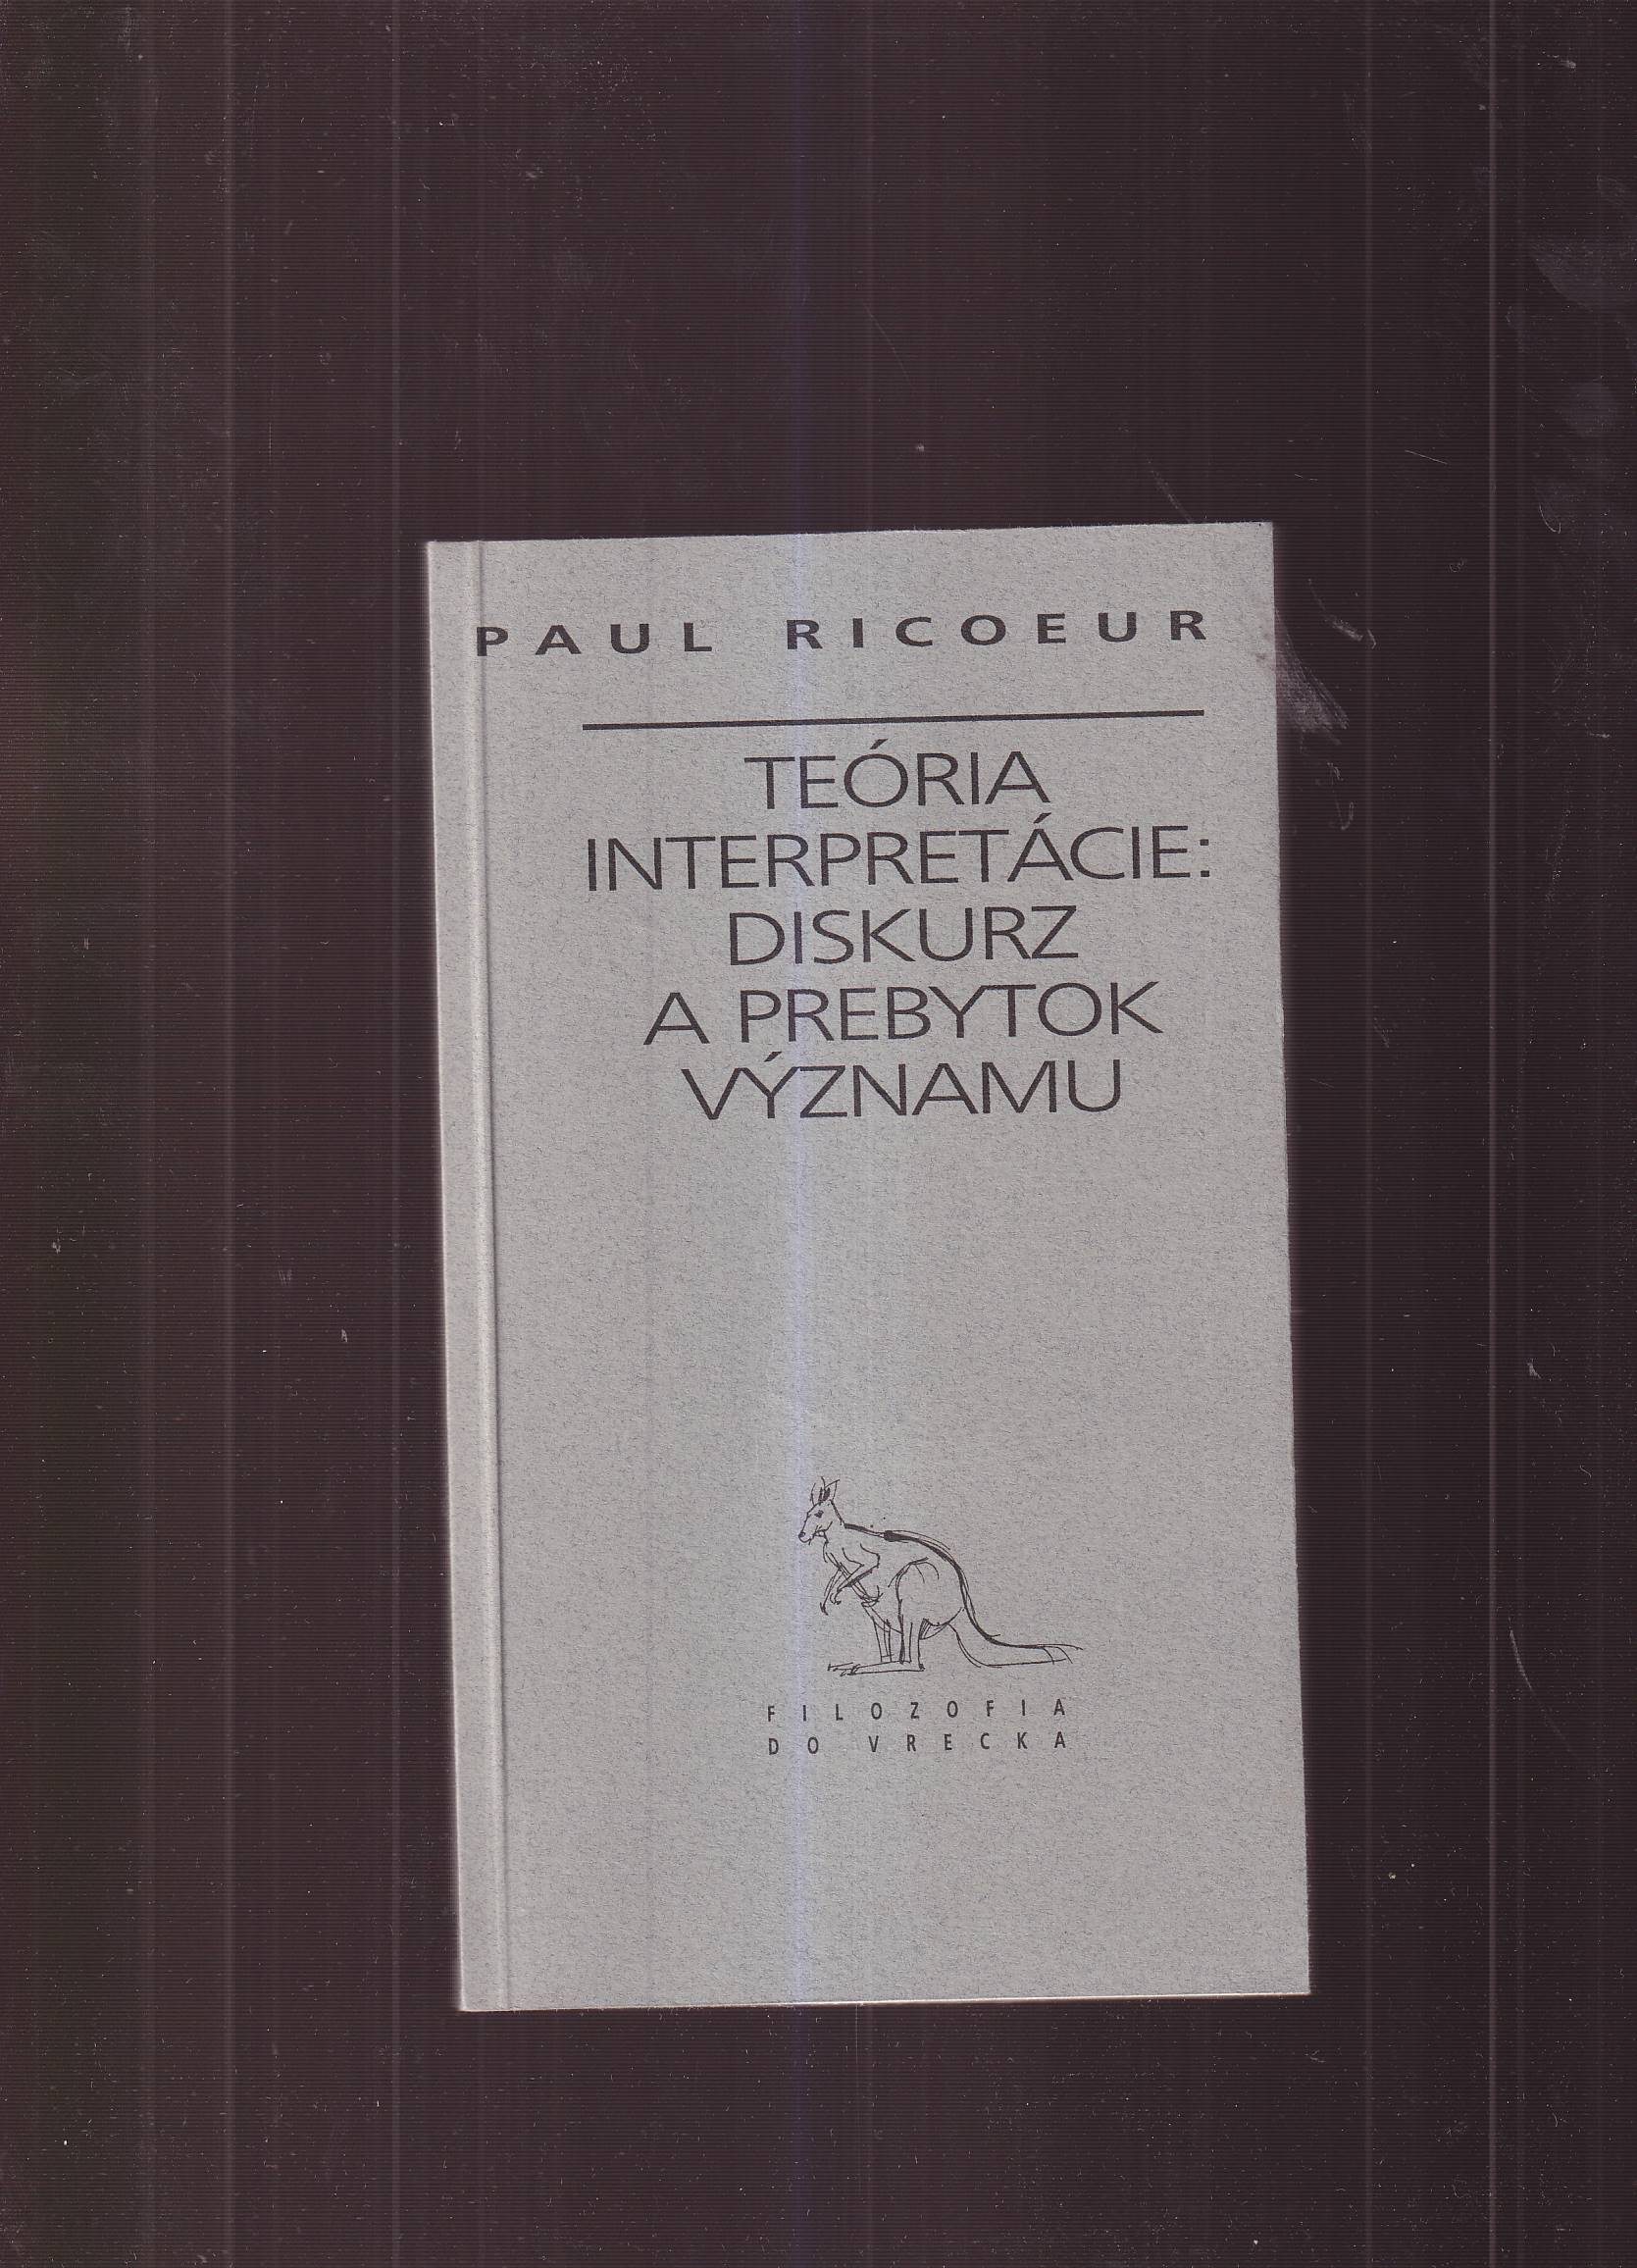 PAUL RICOEUR
TEÓRIA
INTERPRETÁCIE:
DISKURZ
A PREBYTOK
VÝZNAMU
FILOZOFIA
DO VRECKA